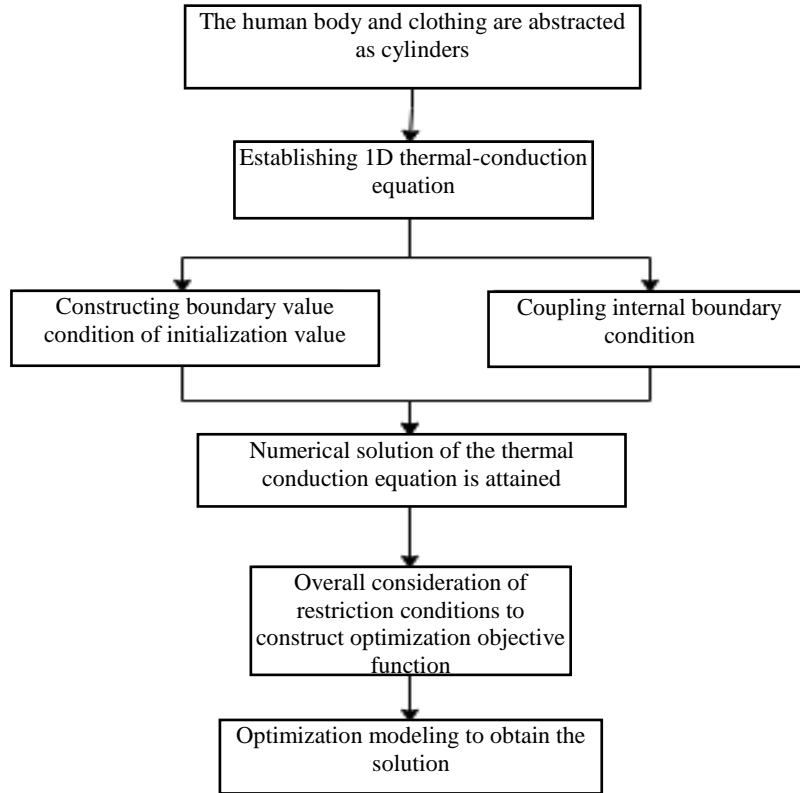 The human body and clothing are abstracted
as cylinders
Establishing 1D thermal-conduction
equation
Constructing boundary value
condition of initialization value
Coupling internal boundary
condition
Numerical solution of the thermal
conduction equation is attained
Overall consideration of
restriction conditions to
construct optimization objective
function
Optimization modeling to obtain the
solution